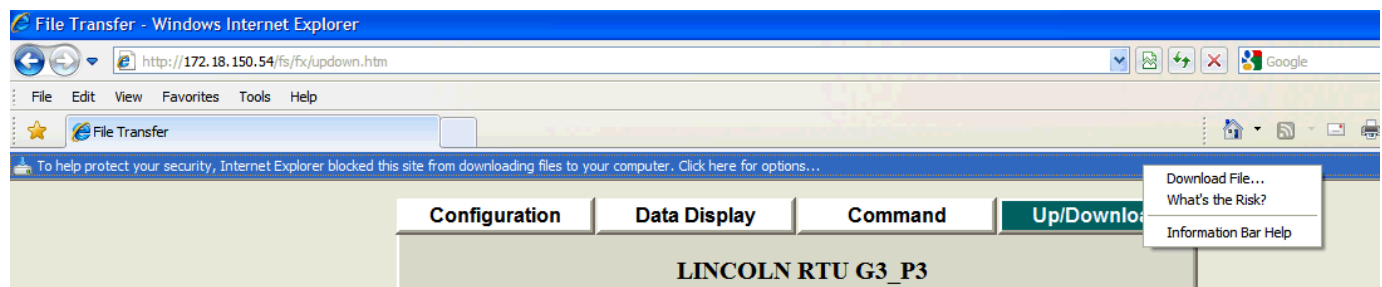 File Transfer - Windows Internet Explorer
http://172.18.150.54/fs/fx/updown.htm
Google
File Edit View Favorites Tools Help
File Transfer
To help protect your security, Internet Explorer blocked this site from downloading files to your computer. Click here for options...
Download File...
What's the Risk?
Information Bar Help
Configuration Data Display Command Up/Downloa
LINCOLN RTU G3_P3